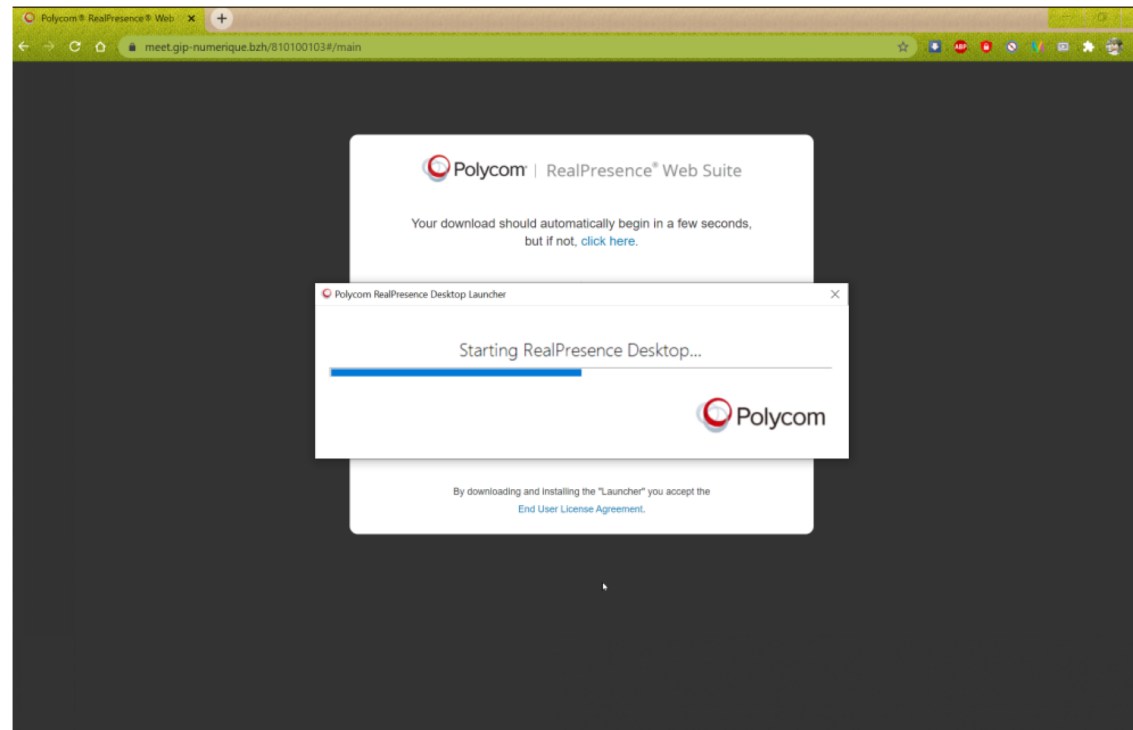 Polycom® RealPresence® Web
meet.gip-numerique.bzh/810100103#/main
ABP
Polycom | RealPresence® Web Suite
Your download should automatically begin in a few seconds,
but if not, click here.
Polycom RealPresence Desktop Launcher
Starting RealPresence Desktop...
Polycom
By downloading and installing the "Launcher" you accept the
End User License Agreement.